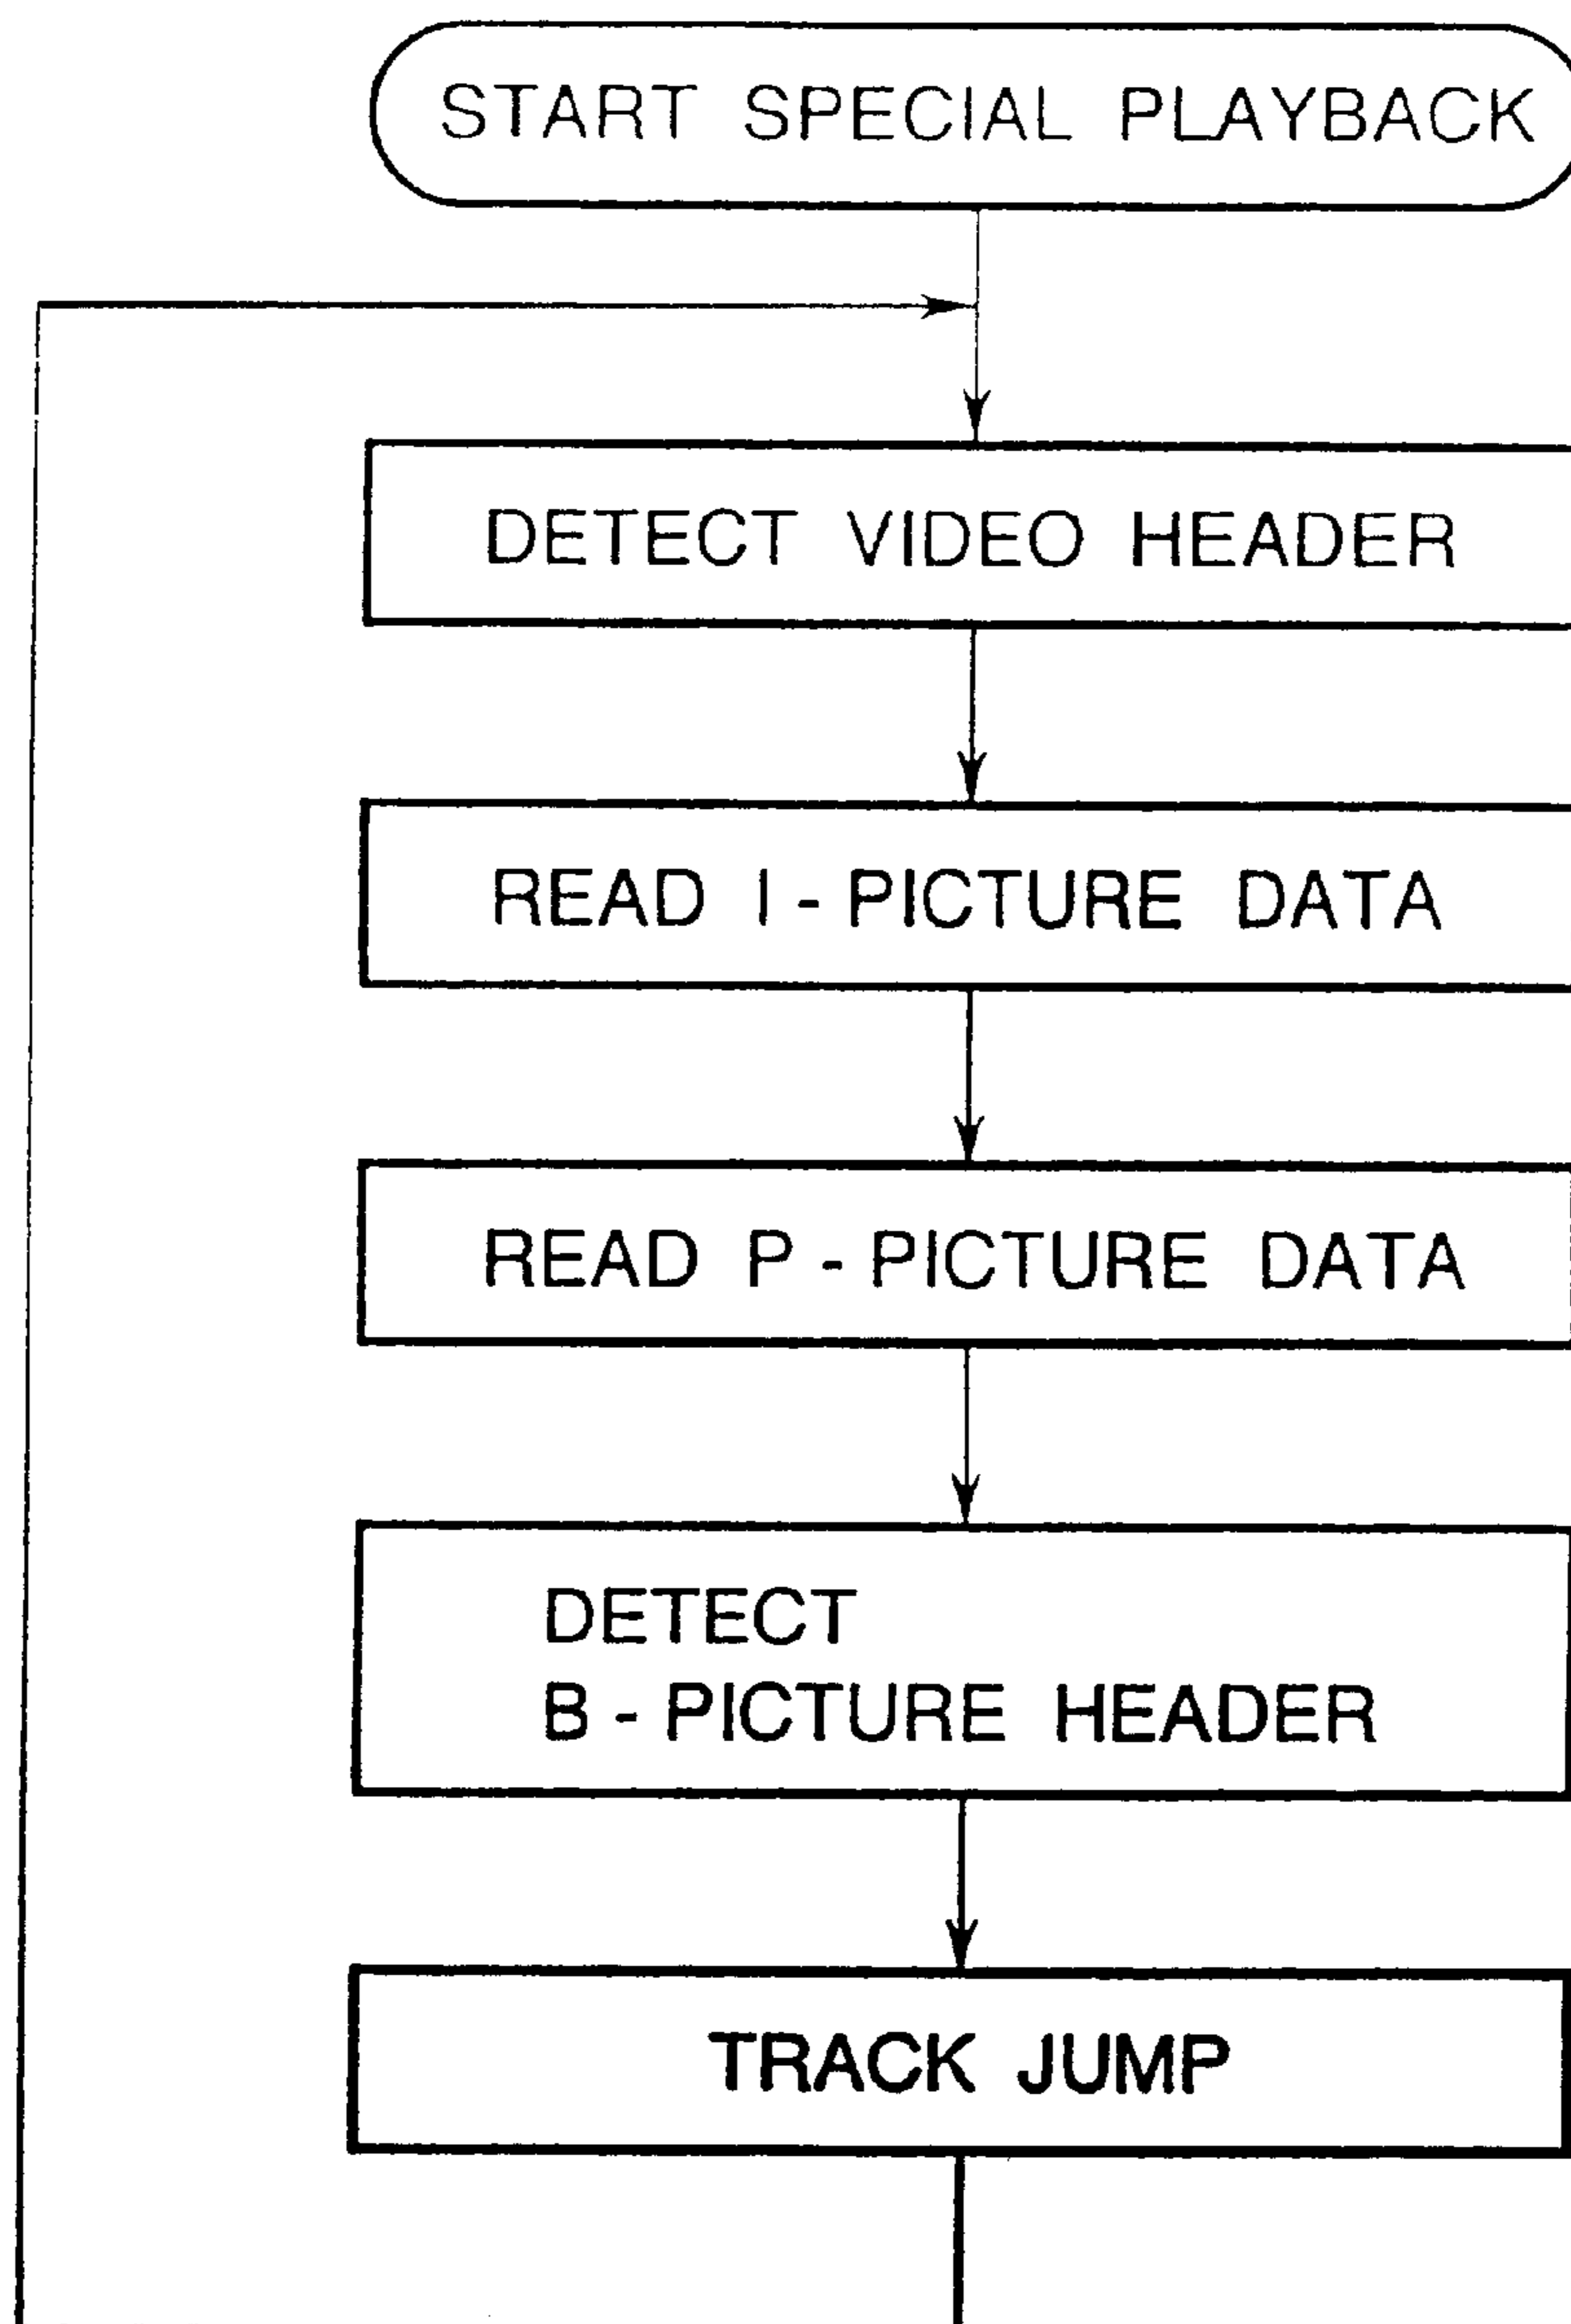 START SPECIAL PLAYBACK
DETECT VIDEO HEADER
READ I - PICTURE DATA
READ P - PICTURE DATA
DETECT
B - PICTURE HEADER
TRACK JUMP